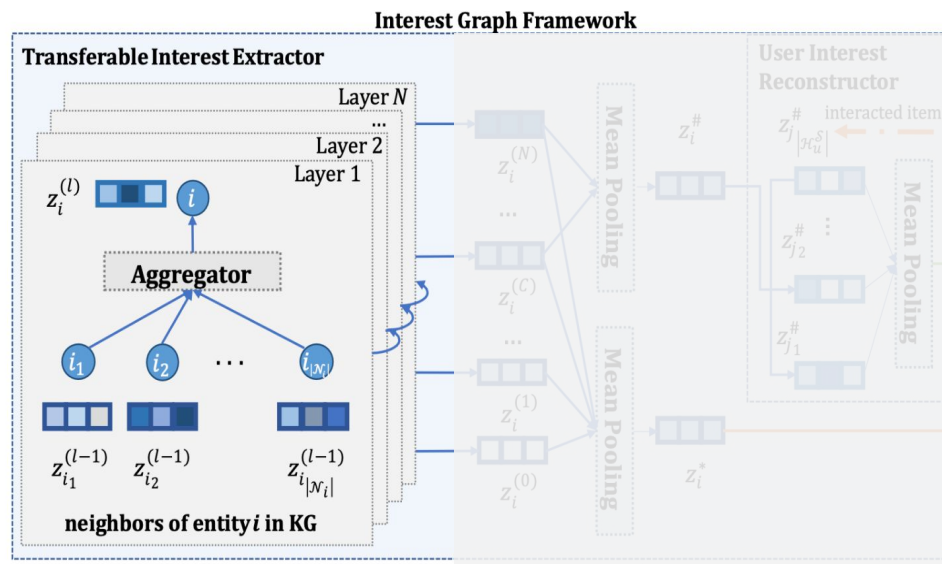 Interest Graph Framework
Transferable Interest Extractor
Layer N
...
Layer 2
Layer 1
z_i^{(l)}
i
Aggregator
i_1
i_2
...
i_{|𝒩_i|}
z_{i_1}^{(l-1)}
z_{i_2}^{(l-1)}
z_{i_{|𝒩_i|}}^{(l-1)}
neighbors of entity i in KG
z_i^{(N)}
...
z_i^{(C)}
...
z_i^{(1)}
z_i^{(0)}
Mean Pooling
Mean Pooling
z_i^#
z_i^*
User Interest
Reconstructor
interacted item
z_{j_{|ℋ_u^𝒮|}}^#
⋮
z_{j_2}^#
z_{j_1}^#
Mean Pooling